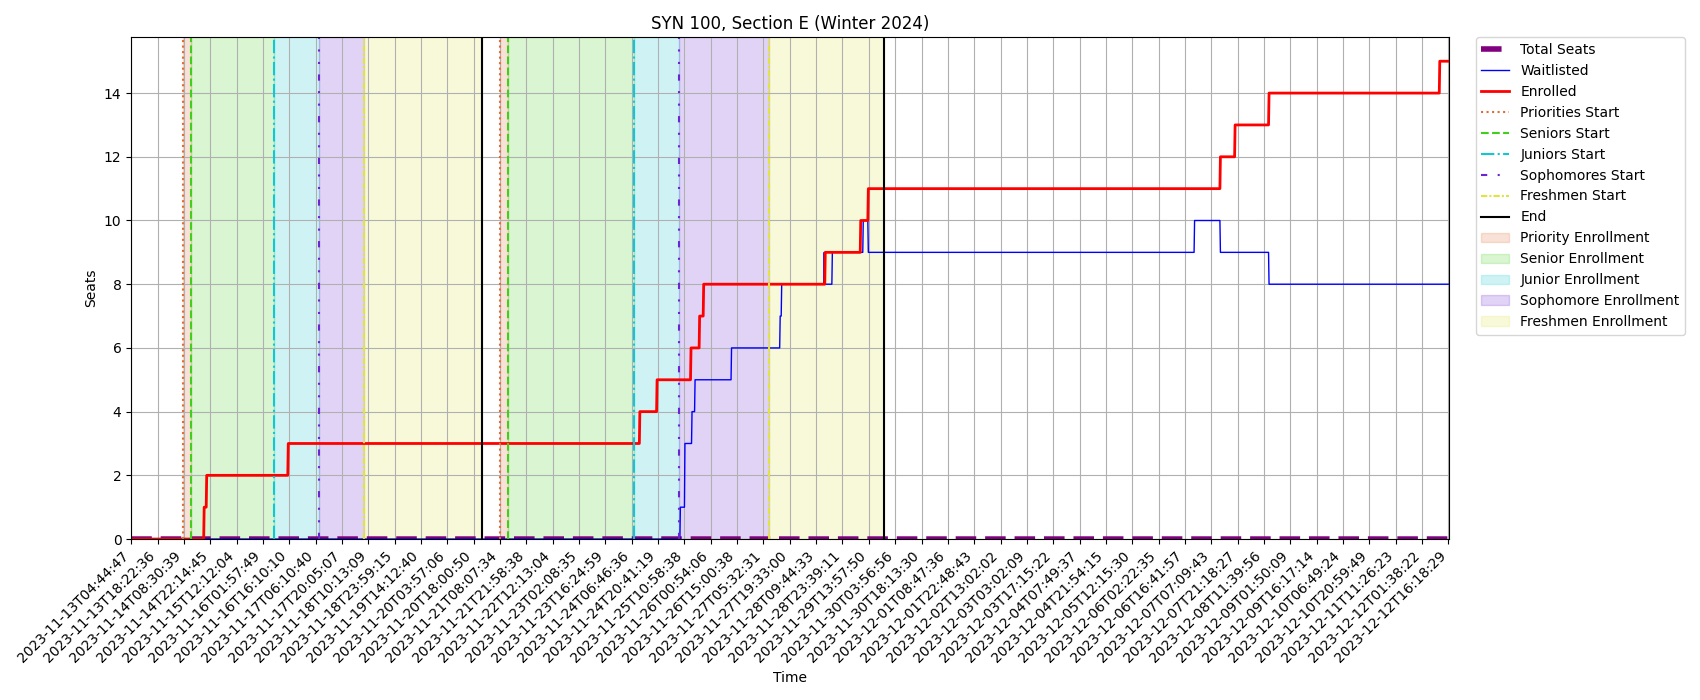 SYN 100, Section E (Winter 2024)
Seats
14
12
10
8
6
4
2
0
2023-11-13T04:44:47
2023-11-13T18:22:36
2023-11-14T08:30:39
2023-11-14T22:14:45
2023-11-15T12:12:04
2023-11-16T01:57:49
2023-11-16T16:10:10
2023-11-17T06:10:40
2023-11-17T20:05:07
2023-11-18T10:13:09
2023-11-18T23:59:15
2023-11-19T14:12:40
2023-11-20T03:57:06
2023-11-20T18:00:50
2023-11-21T08:07:34
2023-11-21T21:58:38
2023-11-22T12:13:04
2023-11-23T02:08:35
2023-11-23T16:24:59
2023-11-24T06:46:36
2023-11-24T20:41:19
2023-11-25T10:58:38
2023-11-26T00:54:06
2023-11-26T15:00:38
2023-11-27T05:32:31
2023-11-27T19:33:00
2023-11-28T09:44:33
2023-11-28T23:39:11
2023-11-29T13:57:50
2023-11-30T03:56:56
2023-11-30T18:13:30
2023-12-01T08:47:36
2023-12-01T22:48:43
2023-12-02T13:02:02
2023-12-03T03:02:09
2023-12-03T17:15:22
2023-12-04T07:49:37
2023-12-04T21:54:15
2023-12-05T12:15:30
2023-12-06T02:22:35
2023-12-06T16:41:57
2023-12-07T07:09:43
2023-12-07T21:18:27
2023-12-08T11:39:56
2023-12-09T01:50:09
2023-12-09T16:17:14
2023-12-10T06:49:24
2023-12-10T20:59:49
2023-12-11T11:26:23
2023-12-12T01:38:22
2023-12-12T16:18:29
Time
Total Seats
Waitlisted
Enrolled
Priorities Start
Seniors Start
Juniors Start
Sophomores Start
Freshmen Start
End
Priority Enrollment
Senior Enrollment
Junior Enrollment
Sophomore Enrollment
Freshmen Enrollment